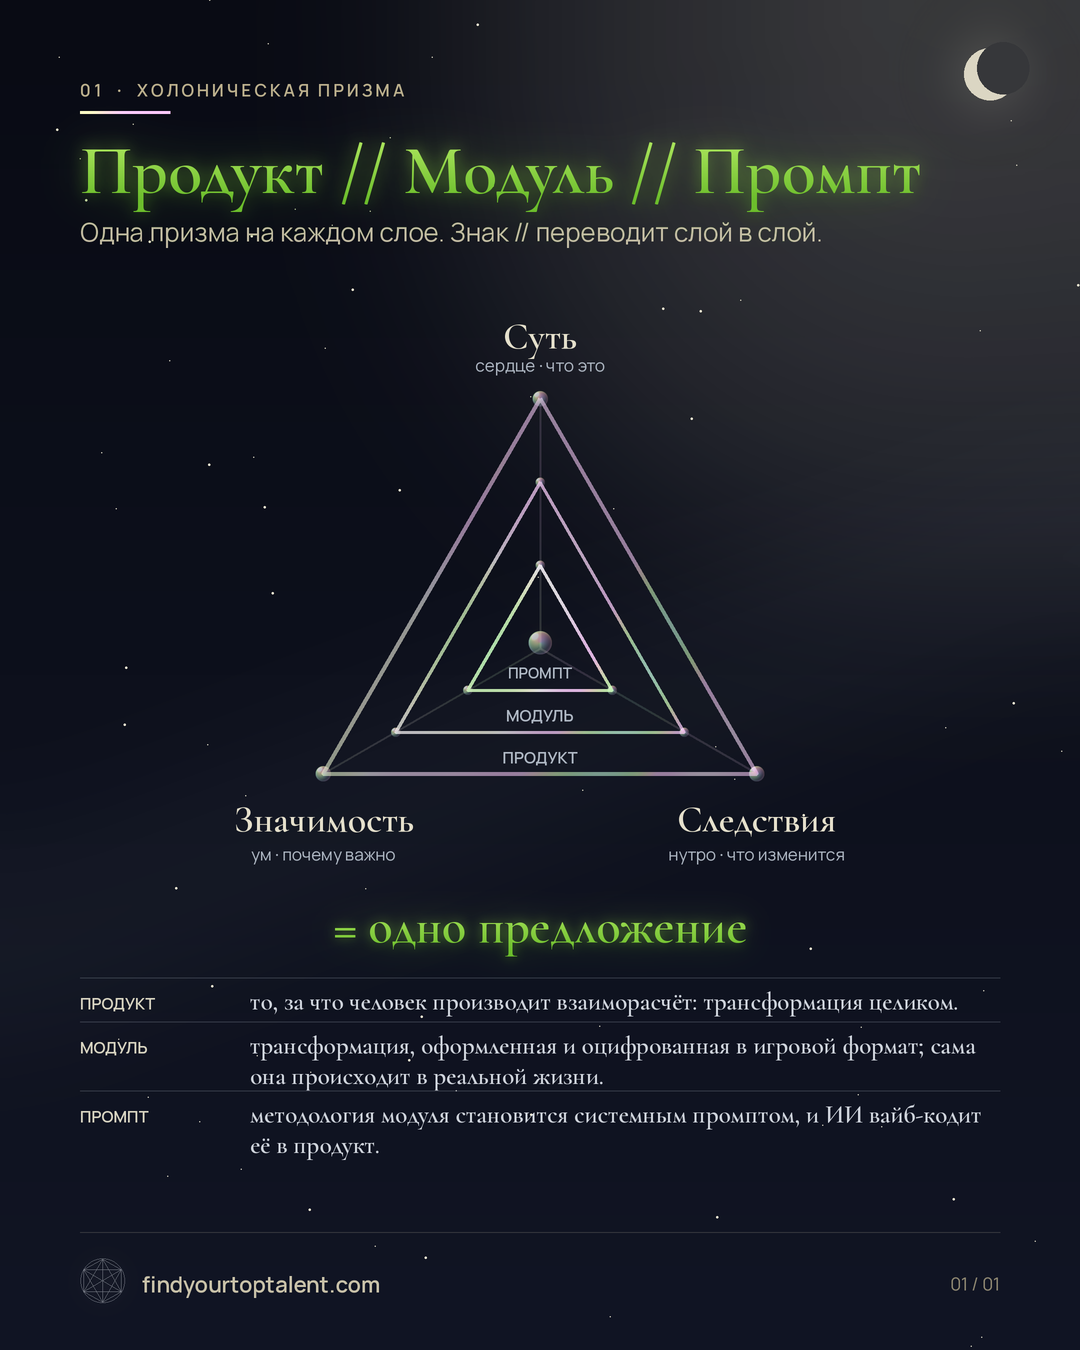 01 · ХОЛОНИЧЕСКАЯ ПРИЗМА
Продукт // Модуль // Промпт
Одна призма на каждом слое. Знак // переводит слой в слой.
Суть
сердце · что это
ПРОМПТ
МОДУЛЬ
ПРОДУКТ
Значимость
ум · почему важно
Следствия
нутро · что изменится
= одно предложение
ПРОДУКТ
то, за что человек производит взаиморасчёт: трансформация целиком.
МОДУЛЬ
трансформация, оформленная и оцифрованная в игровой формат; сама
она происходит в реальной жизни.
ПРОМПТ
методология модуля становится системным промптом, и ИИ вайб-кодит
её в продукт.
findyourtoptalent.com
01 / 01